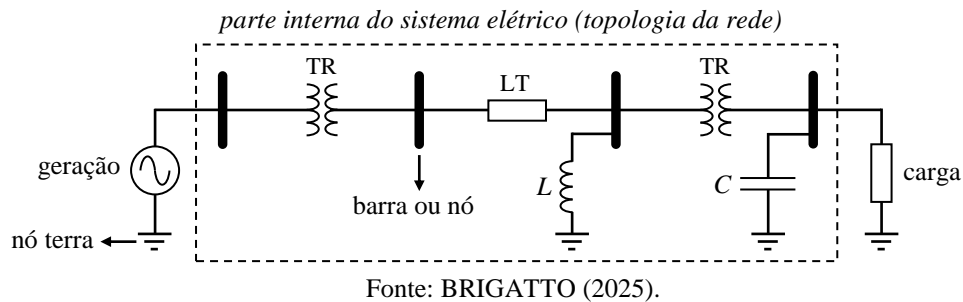 parte interna do sistema elétrico (topologia da rede)
TR
LT
TR
geração
L
C
carga
barra ou nó
nó terra
Fonte: BRIGATTO (2025).